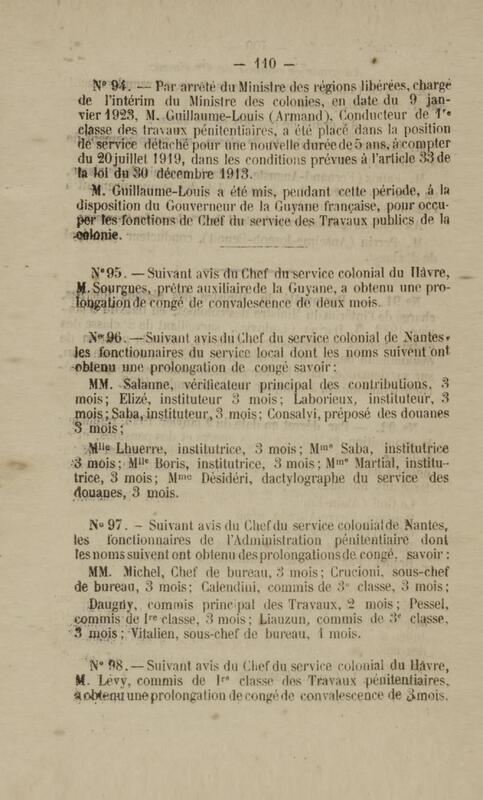 — 110 —
N° 94. — Par arrêté du Ministre des régions libérées, chargé
de l'intérim du Ministre des colonies, en date du 9 jan-
vier 1923, M. Guillaume-Louis (Armand), Conducteur de 1re
classe des travaux pénitentiaires, a été placé dans la position
de service détaché pour une nouvelle durée de 5 ans, à compter
du 20 juillet 1919, dans les conditions prévues à l'article 33 de
la loi du 30 décembre 1913.
M. Guillaume-Louis a été mis, pendant cette période, à la
disposition du Gouverneur de la Guyane française, pour occu-
per les fonctions de Chef du service des Travaux publics de la
colonie.
N° 95. — Suivant avis du Chef du service colonial du Hâvre,
M. Sourgues, prêtre auxiliaire de la Guyane, a obtenu une pro-
longation de congé de convalescence de deux mois.
N° 96. — Suivant avis du Chef du service colonial de Nantes,
les fonctionnaires du service local dont les noms suivent ont
obtenu une prolongation de congé savoir :
MM. Salanne, vérificateur principal des contributions, 3
mois ; Elizé, instituteur 3 mois ; Laborieux, instituteur, 3
mois ; Saba, instituteur, 3 mois ; Consalvi, préposé des douanes
3 mois ;
Mlle Lhuerre, institutrice, 3 mois ; Mme Saba, institutrice
3 mois ; Mlle Boris, institutrice, 3 mois ; Mme Martial, institu-
trice, 3 mois ; Mme Désidéri, dactylographe du service des
douanes, 3 mois.
N° 97. — Suivant avis du Chef du service colonial de Nantes,
les fonctionnaires de l'Administration pénitentiaire dont
les noms suivent ont obtenu des prolongations de congé, savoir :
MM. Michel, Chef de bureau, 3 mois ; Crucioni, sous-chef
de bureau, 3 mois ; Calendini, commis de 3e classe, 3 mois ;
Daugny, commis principal des Travaux, 2 mois ; Pessel,
commis de 1re classe, 3 mois ; Liauzun, commis de 3e classe,
3 mois ; Vitalien, sous-chef de bureau, 1 mois.
N° 98. — Suivant avis du Chef du service colonial du Hâvre,
M. Lévy, commis de 1re classe des Travaux pénitentiaires,
a obtenu une prolongation de congé de convalescence de 3 mois.